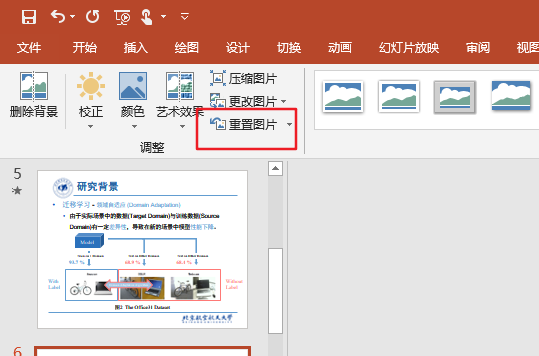 文件 开始 插入 绘图 设计 切换 动画 幻灯片放映 审阅 视图
删除背景 校正 颜色 艺术效果 压缩图片
更改图片
重置图片
调整
5
研究背景
迁移学习 - 领域自适应 (Domain Adaptation)
由于实际场景中的数据(Target Domain)与训练数据(Source
Domain)有一定差异性，导致在新的场景中模型性能下降。
Model
93.7 %
68.9 %
68.4 %
With
Label
Without
Label
图2 The Office31 Dataset
北京航空航天大学
6